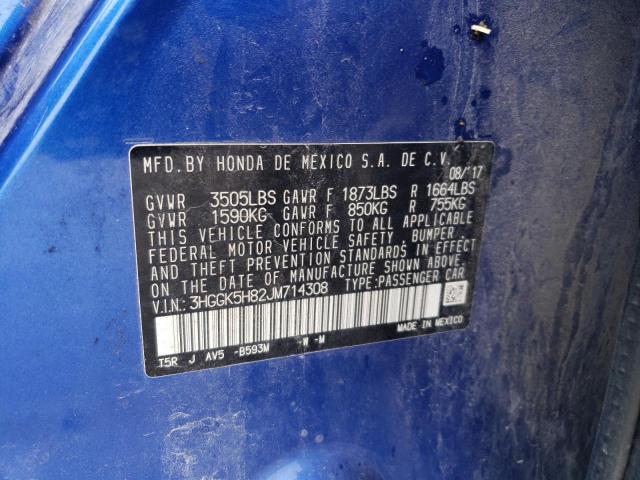 MFD. BY HONDA DE MEXICO S.A. DE C.V.
08/'17
GVWR 3505LBS GAWR F 1873LBS R 1664LBS
GVWR 1590KG GAWR F 850KG R 755KG
THIS VEHICLE CONFORMS TO ALL APPLICABLE
FEDERAL MOTOR VEHICLE SAFETY, BUMPER
AND THEFT PREVENTION STANDARDS IN EFFECT
ON THE DATE OF MANUFACTURE SHOWN ABOVE.
V.I.N: 3HGGK5H82JM714308 TYPE:PASSENGER CAR
MADE IN MEXICO
T5R J AV5 -B593M -W -M